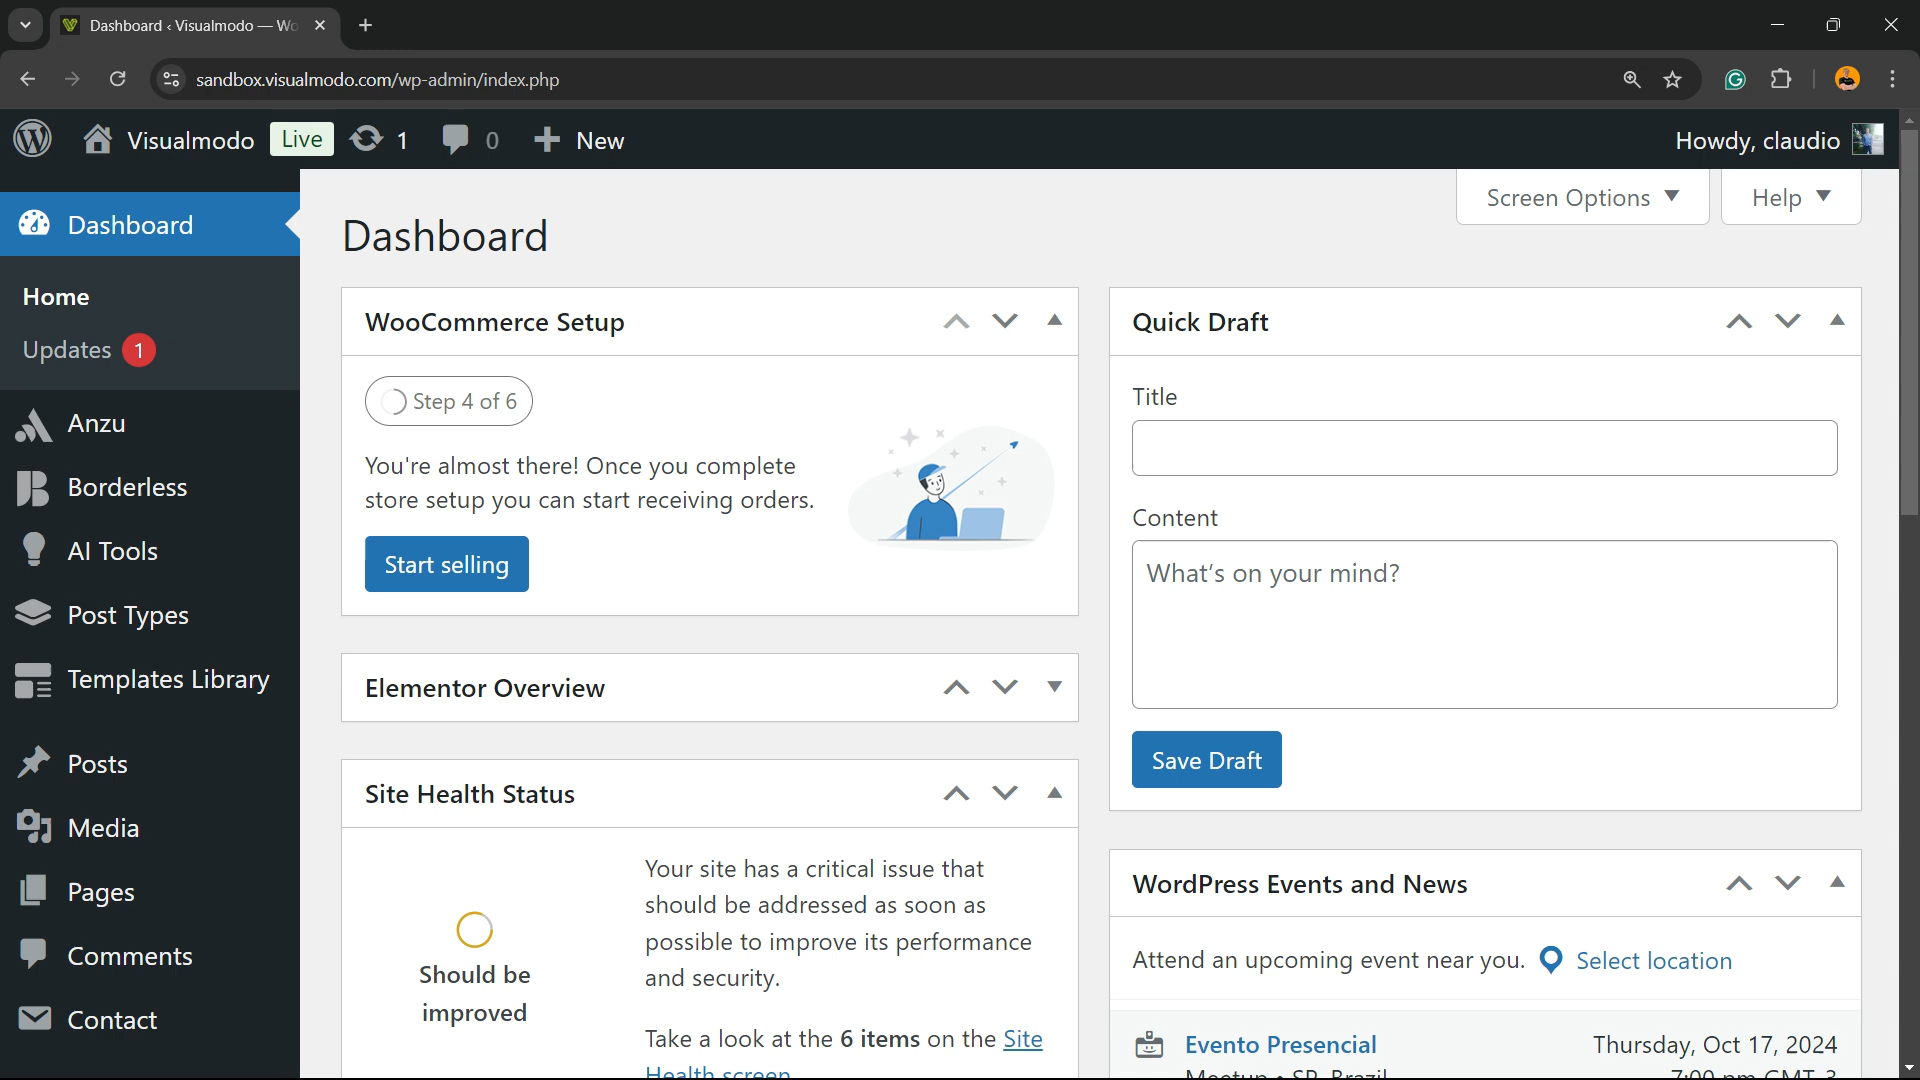 Dashboard ‹ Visualmodo — Wo
sandbox.visualmodo.com/wp-admin/index.php
Visualmodo Live 1 0 New
Howdy, claudio
Dashboard
Home
Updates 1
Anzu
Borderless
AI Tools
Post Types
Templates Library
Posts
Media
Pages
Comments
Contact
Screen Options
Help
Dashboard
WooCommerce Setup
Step 4 of 6
You're almost there! Once you complete
store setup you can start receiving orders.
Start selling
Elementor Overview
Site Health Status
Should be
improved
Your site has a critical issue that
should be addressed as soon as
possible to improve its performance
and security.
Take a look at the 6 items on the Site
Health screen
Quick Draft
Title
Content
What's on your mind?
Save Draft
WordPress Events and News
Attend an upcoming event near you. Select location
Evento Presencial
Thursday, Oct 17, 2024
Meetup • SP, Brazil
7:00 pm GMT-3